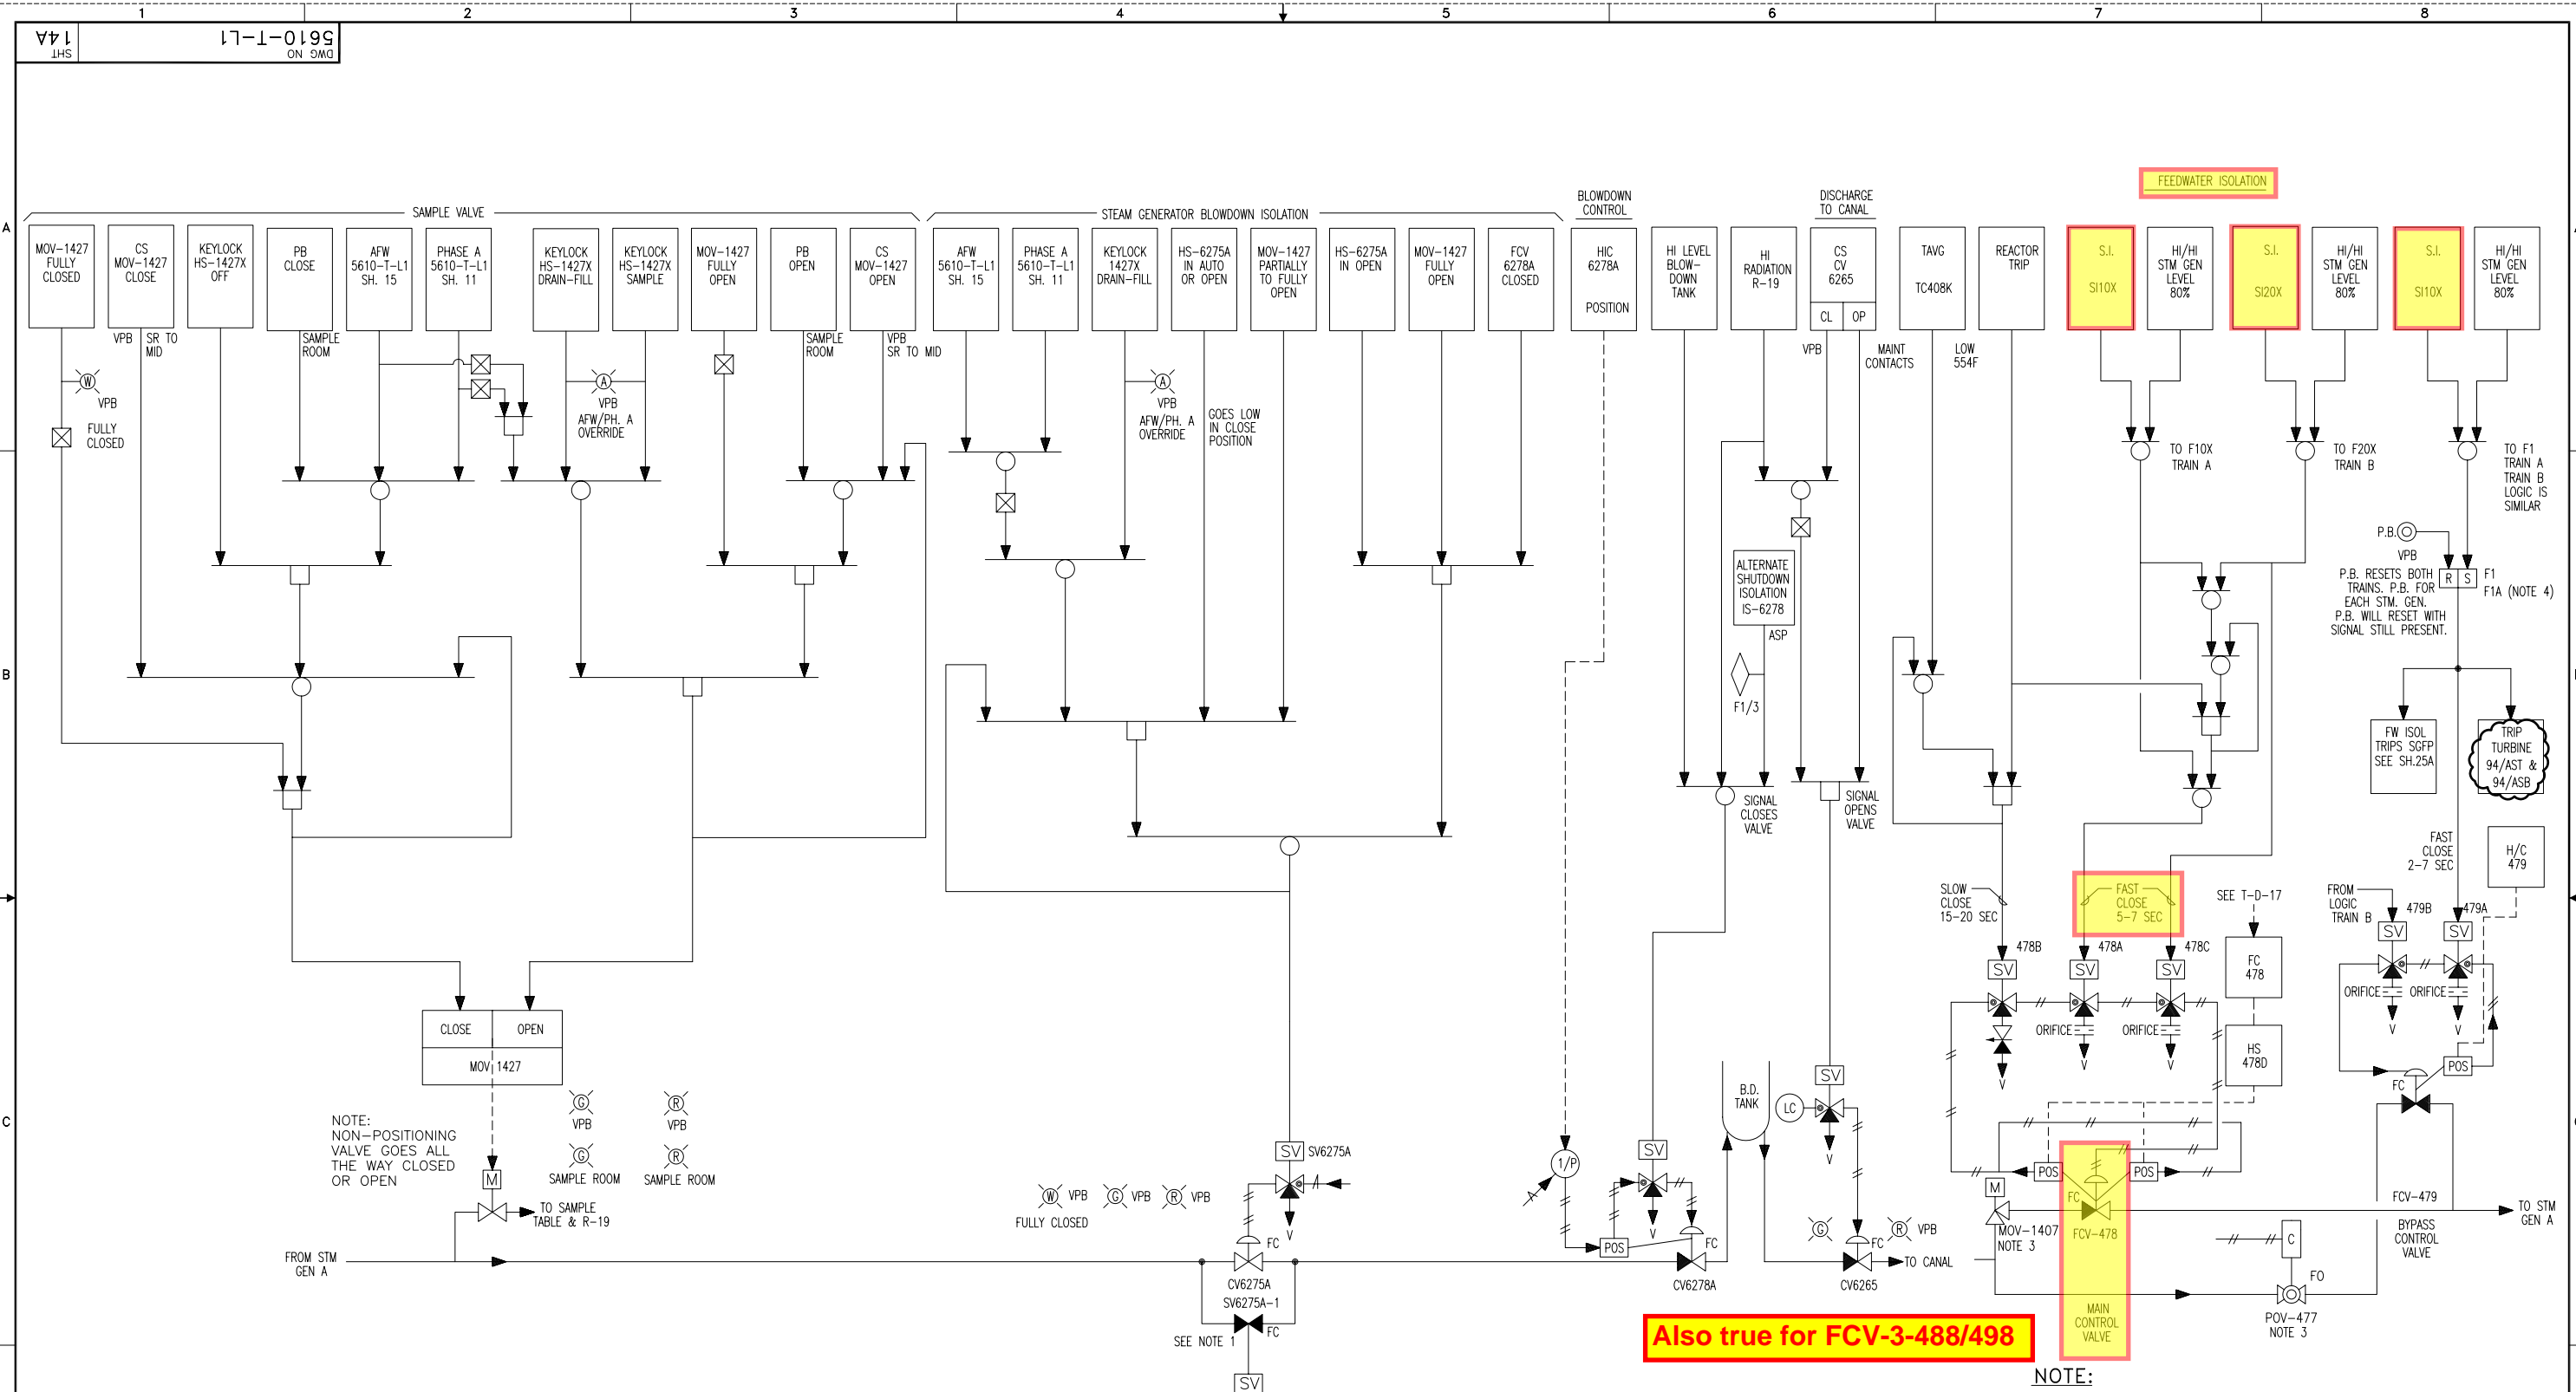 1 2 3 4 5 6 7 8
5610-T-L1
DWG NO
14A
SHT
A
B
C
FEEDWATER ISOLATION
SAMPLE VALVE
STEAM GENERATOR BLOWDOWN ISOLATION
BLOWDOWN
CONTROL
DISCHARGE
TO CANAL
MOV-1427
FULLY
CLOSED
CS
MOV-1427
CLOSE
KEYLOCK
HS-1427X
OFF
PB
CLOSE
AFW
5610-T-L1
SH. 15
PHASE A
5610-T-L1
SH. 11
KEYLOCK
HS-1427X
DRAIN-FILL
KEYLOCK
HS-1427X
SAMPLE
MOV-1427
FULLY
OPEN
PB
OPEN
CS
MOV-1427
OPEN
AFW
5610-T-L1
SH. 15
PHASE A
5610-T-L1
SH. 11
KEYLOCK
1427X
DRAIN-FILL
HS-6275A
IN AUTO
OR OPEN
MOV-1427
PARTIALLY
TO FULLY
OPEN
HS-6275A
IN OPEN
MOV-1427
FULLY
OPEN
FCV
6278A
CLOSED
HIC
6278A
POSITION
HI LEVEL
BLOW-
DOWN
TANK
HI
RADIATION
R-19
CS
CV
6265
CL OP
TAVG
TC408K
REACTOR
TRIP
S.I.
SI10X
HI/HI
STM GEN
LEVEL
80%
S.I.
SI20X
HI/HI
STM GEN
LEVEL
80%
S.I.
SI10X
HI/HI
STM GEN
LEVEL
80%
VPB
SR TO
MID
SAMPLE
ROOM
SAMPLE
ROOM
VPB
SR TO MID
VPB
MAINT
CONTACTS
LOW
554F
W
VPB
FULLY
CLOSED
A
VPB
AFW/PH. A
OVERRIDE
A
VPB
AFW/PH. A
OVERRIDE
GOES LOW
IN CLOSE
POSITION
TO F10X
TRAIN A
TO F20X
TRAIN B
TO F1
TRAIN A
TRAIN B
LOGIC IS
SIMILAR
P.B.
VPB
P.B. RESETS BOTH
TRAINS. P.B. FOR
EACH STM. GEN.
P.B. WILL RESET WITH
SIGNAL STILL PRESENT.
R S
F1
F1A (NOTE 4)
ALTERNATE
SHUTDOWN
ISOLATION
IS-6278
ASP
F1/3
FW ISOL
TRIPS SGFP
SEE SH.25A
TRIP
TURBINE
94/AST &
94/ASB
SIGNAL
CLOSES
VALVE
SIGNAL
OPENS
VALVE
FAST
CLOSE
2-7 SEC
H/C
479
SLOW
CLOSE
15-20 SEC
FAST
CLOSE
5-7 SEC
SEE T-D-17
FROM
LOGIC
TRAIN B
479B
479A
SV
SV
478B
478A
478C
SV
SV
SV
FC
478
ORIFICE
ORIFICE
V
V
ORIFICE
ORIFICE
V
V
V
HS
478D
POS
FC
CLOSE
OPEN
MOV 1427
NOTE:
NON-POSITIONING
VALVE GOES ALL
THE WAY CLOSED
OR OPEN
G
VPB
R
VPB
G
SAMPLE ROOM
R
SAMPLE ROOM
M
TO SAMPLE
TABLE & R-19
FROM STM
GEN A
W VPB
G VPB
R VPB
FULLY CLOSED
SV
SV6275A
V
FC
CV6275A
SV6275A-1
FC
SEE NOTE 1
SV
1/P
POS
SV
V
FC
CV6278A
B.D.
TANK
LC
SV
V
G
R VPB
FC
CV6265
TO CANAL
POS
POS
M
MOV-1407
NOTE 3
FC
FCV-478
MAIN
CONTROL
VALVE
FCV-479
BYPASS
CONTROL
VALVE
TO STM
GEN A
C
FO
POV-477
NOTE 3
Also true for FCV-3-488/498
NOTE: